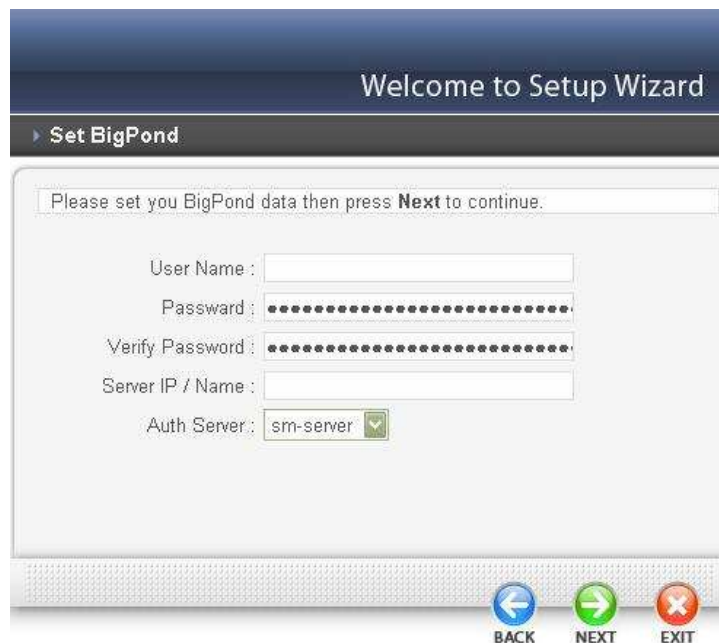 Welcome to Setup Wizard
Set BigPond
Please set you BigPond data then press Next to continue.
User Name :
Passward :
Verify Password :
Server IP / Name :
Auth Server : sm-server
BACK NEXT EXIT